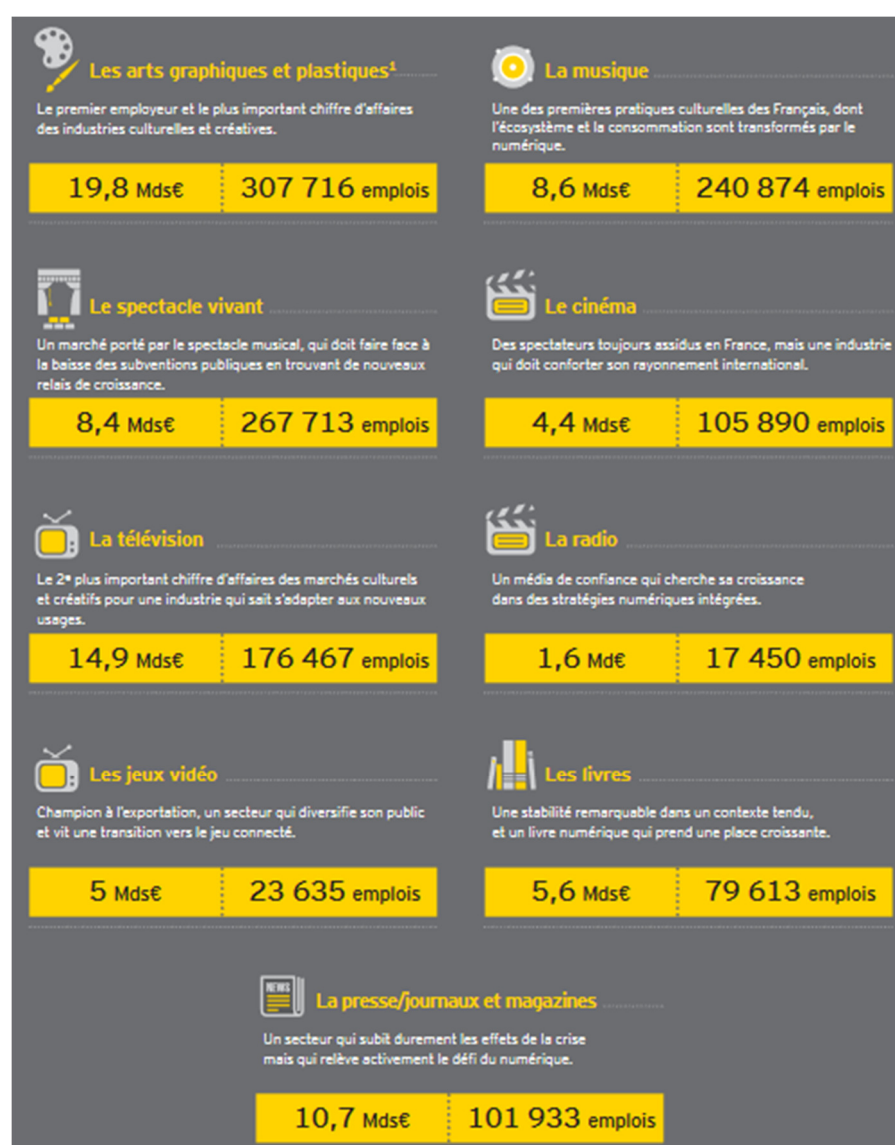 Les arts graphiques et plastiques¹
Le premier employeur et le plus important chiffre d'affaires
des industries culturelles et créatives.
19,8 Mds€ 307 716 emplois
La musique
Une des premières pratiques culturelles des Français, dont
l'écosystème et la consommation sont transformés par le
numérique.
8,6 Mds€ 240 874 emplois
Le spectacle vivant
Un marché porté par le spectacle musical, qui doit faire face à
la baisse des subventions publiques en trouvant de nouveaux
relais de croissance.
8,4 Mds€ 267 713 emplois
Le cinéma
Des spectateurs toujours assidus en France, mais une industrie
qui doit conforter son rayonnement international.
4,4 Mds€ 105 890 emplois
La télévision
Le 2ᵉ plus important chiffre d'affaires des marchés culturels
et créatifs pour une industrie qui sait s'adapter aux nouveaux
usages.
14,9 Mds€ 176 467 emplois
La radio
Un média de confiance qui cherche sa croissance
dans des stratégies numériques intégrées.
1,6 Md€ 17 450 emplois
Les jeux vidéo
Champion à l'exportation, un secteur qui diversifie son public
et vit une transition vers le jeu connecté.
5 Mds€ 23 635 emplois
Les livres
Une stabilité remarquable dans un contexte tendu,
et un livre numérique qui prend une place croissante.
5,6 Mds€ 79 613 emplois
NEWS
La presse/journaux et magazines
Un secteur qui subit durement les effets de la crise
mais qui relève activement le défi du numérique.
10,7 Mds€ 101 933 emplois